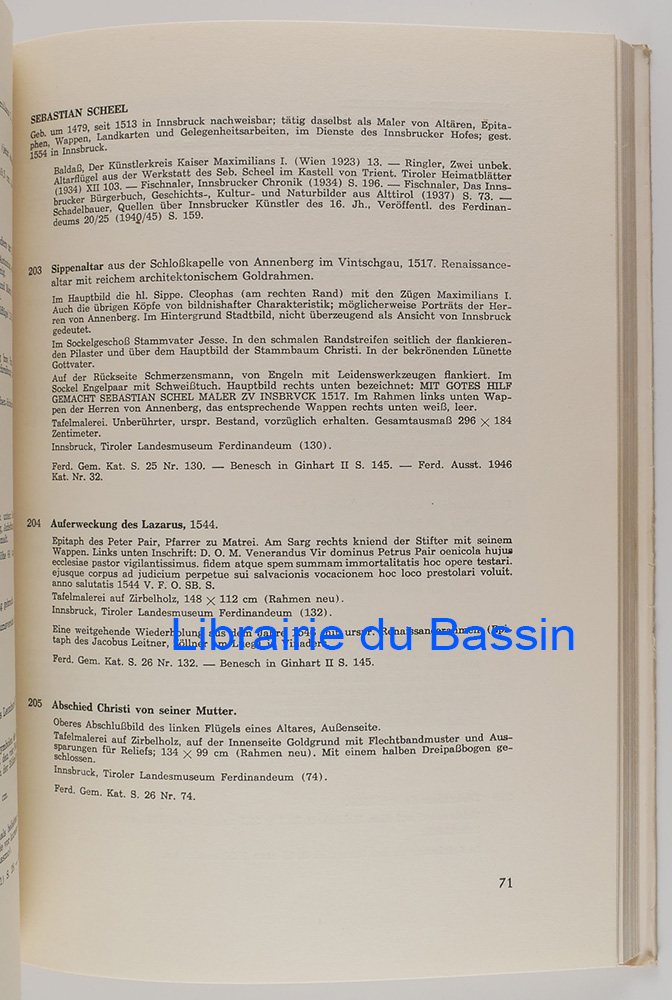 SEBASTIAN SCHEEL
Geb. um 1479, seit 1513 in Innsbruck nachweisbar; tätig daselbst als Maler von Altären, Epita-
phen, Wappen, Landkarten und Gelegenheitsarbeiten, im Dienste des Innsbrucker Hofes; gest.
1554 in Innsbruck.
Baldaß, Der Künstlerkreis Kaiser Maximilians I. (Wien 1923) 13. — Ringler, Zwei unbek.
Altarflügel aus der Werkstatt des Seb. Scheel im Kastell von Trient. Tiroler Heimatblätter
(1934) XII 103. — Fischnaler, Innsbrucker Chronik (1934) S. 196. — Fischnaler, Das Inns-
brucker Bürgerbuch, Geschichts-, Kultur- und Naturbilder aus Alttirol (1937) S. 73. —
Schadelbauer, Quellen über Innsbrucker Künstler des 16. Jh., Veröffentl. des Ferdinan-
deums 20/25 (1940/45) S. 159.
203 Sippenaltar aus der Schloßkapelle von Annenberg im Vintschgau, 1517. Renaissance-
altar mit reichem architektonischem Goldrahmen.
Im Hauptbild die hl. Sippe. Cleophas (am rechten Rand) mit den Zügen Maximilians I.
Auch die übrigen Köpfe von bildnishafter Charakteristik; möglicherweise Porträts der Her-
ren von Annenberg. Im Hintergrund Stadtbild, nicht überzeugend als Ansicht von Innsbruck
gedeutet.
Im Sockelgeschoß Stammvater Jesse. In den schmalen Randstreifen seitlich der flankieren-
den Pilaster und über dem Hauptbild der Stammbaum Christi. In der bekrönenden Lünette
Gottvater.
Auf der Rückseite Schmerzensmann, von Engeln mit Leidenswerkzeugen flankiert. Im
Sockel Engelpaar mit Schweißtuch. Hauptbild rechts unten bezeichnet: MIT GOTES HILF
GEMACHT SEBASTIAN SCHEL MALER ZV INSBRVCK 1517. Im Rahmen links unten Wap-
pen der Herren von Annenberg, das entsprechende Wappen rechts unten weiß, leer.
Tafelmalerei. Unberührter, urspr. Bestand, vorzüglich erhalten. Gesamtausmaß 296 × 184
Zentimeter.
Innsbruck, Tiroler Landesmuseum Ferdinandeum (130).
Ferd. Gem. Kat. S. 25 Nr. 130. — Benesch in Ginhart II S. 145. — Ferd. Ausst. 1946
Kat. Nr. 32.
204 Auferweckung des Lazarus, 1544.
Epitaph des Peter Pair, Pfarrer zu Matrei. Am Sarg rechts kniend der Stifter mit seinem
Wappen. Links unten Inschrift: D. O. M. Venerandus Vir dominus Petrus Pair oenicola hujus
ecclesiae pastor vigilantissimus. fidem atque spem summam immortalitatis hoc opere testari.
ejusque corpus ad judicium perpetue sui salvacionis vocacionem hoc loco prestolari voluit.
anno salutatis 1544 V. F. O. SB. S.
Tafelmalerei auf Zirbelholz, 148 × 112 cm (Rahmen neu).
Innsbruck, Tiroler Landesmuseum Ferdinandeum (132).
Eine weitgehende Wiederholung aus dem Jahre mit urspr. Renaissancerahmen (Epi-
taph des Jacobus Leitner, Zöllner am Lueg) in Vinaders.
Librairie du Bassin
Ferd. Gem. Kat. S. 26 Nr. 132. — Benesch in Ginhart II S. 145.
205 Abschied Christi von seiner Mutter.
Oberes Abschlußbild des linken Flügels eines Altares, Außenseite.
Tafelmalerei auf Zirbelholz, auf der Innenseite Goldgrund mit Flechtbandmuster und Aus-
sparungen für Reliefs; 134 × 99 cm (Rahmen neu). Mit einem halben Dreipaßbogen ge-
schlossen.
Innsbruck, Tiroler Landesmuseum Ferdinandeum (74).
Ferd. Gem. Kat. S. 26 Nr. 74.
71